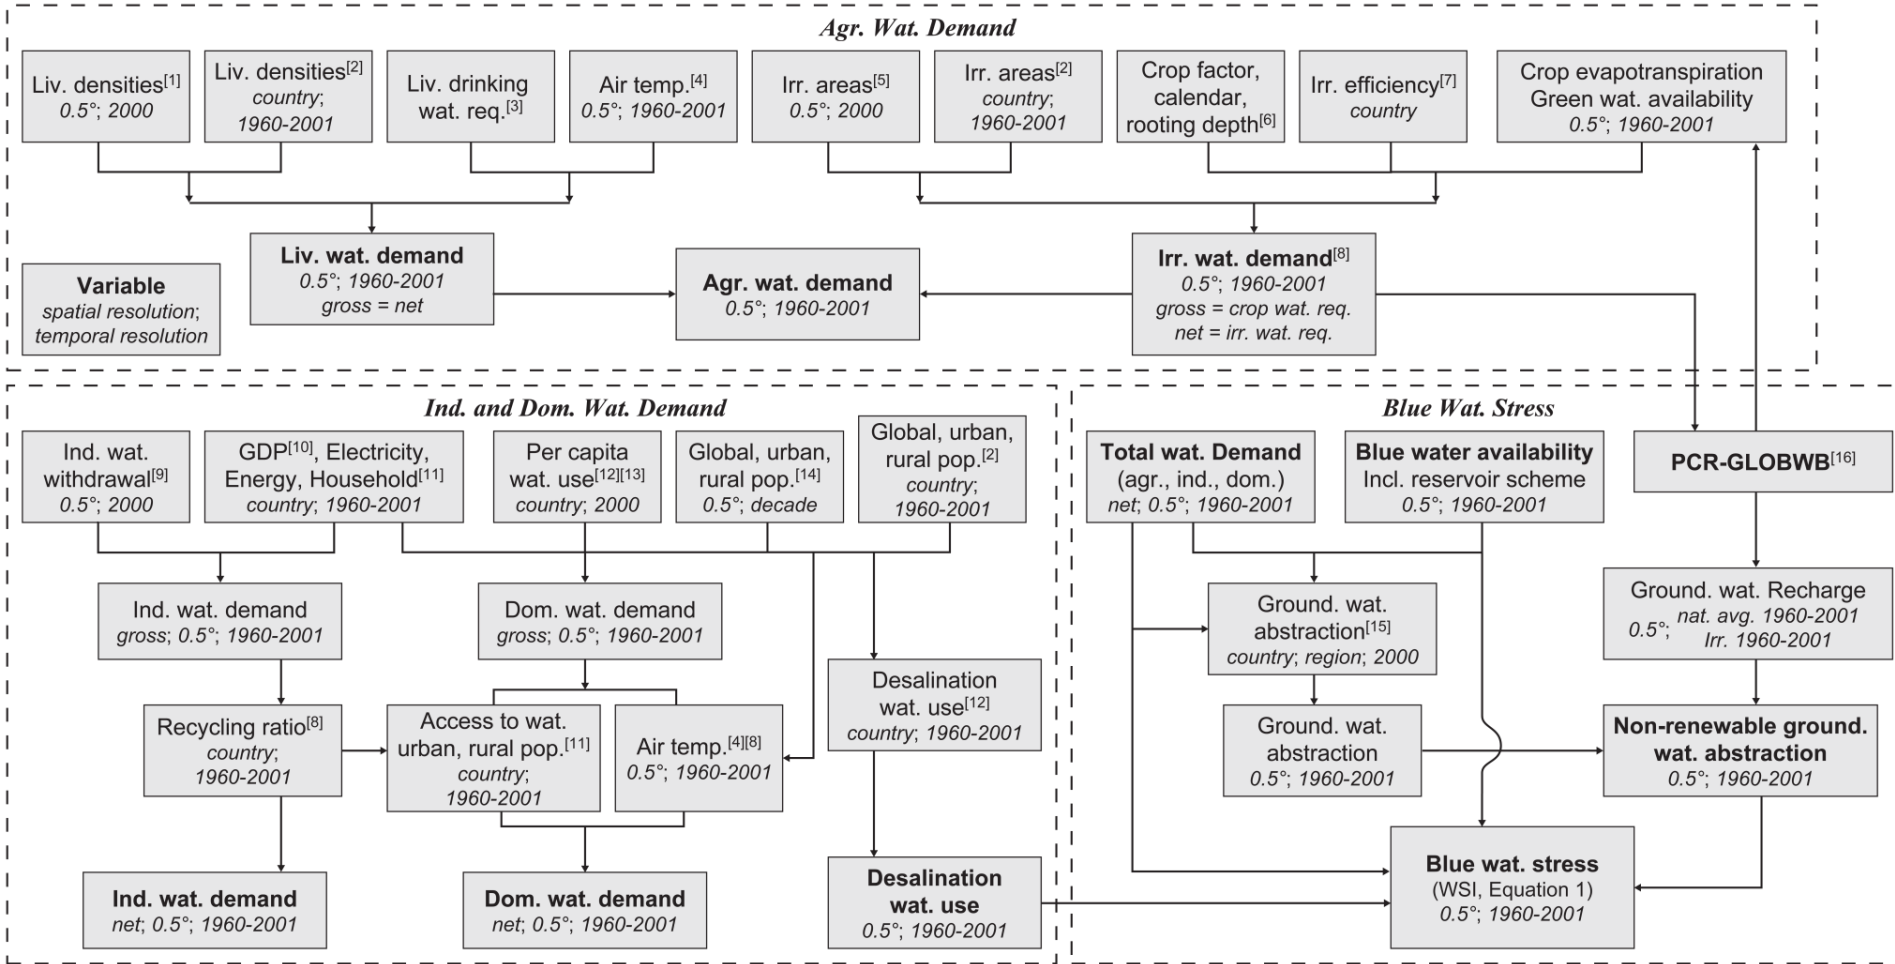 Agr. Wat. Demand
Liv. densities[1]
0.5°; 2000
Liv. densities[2]
country;
1960-2001
Liv. drinking
wat. req.[3]
Air temp.[4]
0.5°; 1960-2001
Irr. areas[5]
0.5°; 2000
Irr. areas[2]
country;
1960-2001
Crop factor,
calendar,
rooting depth[6]
Irr. efficiency[7]
country
Crop evapotranspiration
Green wat. availability
0.5°; 1960-2001
Variable
spatial resolution;
temporal resolution
Liv. wat. demand
0.5°; 1960-2001
gross = net
Agr. wat. demand
0.5°; 1960-2001
Irr. wat. demand[8]
0.5°; 1960-2001
gross = crop wat. req.
net = irr. wat. req.
Ind. and Dom. Wat. Demand
Ind. wat.
withdrawal[9]
0.5°; 2000
GDP[10], Electricity,
Energy, Household[11]
country; 1960-2001
Per capita
wat. use[12][13]
country; 2000
Global, urban,
rural pop.[14]
0.5°; decade
Global, urban,
rural pop.[2]
country;
1960-2001
Ind. wat. demand
gross; 0.5°; 1960-2001
Dom. wat. demand
gross; 0.5°; 1960-2001
Recycling ratio[8]
country;
1960-2001
Access to wat.
urban, rural pop.[11]
country;
1960-2001
Air temp.[4][8]
0.5°; 1960-2001
Desalination
wat. use[12]
country; 1960-2001
Ind. wat. demand
net; 0.5°; 1960-2001
Dom. wat. demand
net; 0.5°; 1960-2001
Desalination
wat. use
0.5°; 1960-2001
Blue Wat. Stress
Total wat. Demand
(agr., ind., dom.)
net; 0.5°; 1960-2001
Blue water availability
Incl. reservoir scheme
0.5°; 1960-2001
PCR-GLOBWB[16]
Ground. wat.
abstraction[15]
country; region; 2000
Ground. wat. Recharge
0.5°; nat. avg. 1960-2001
Irr. 1960-2001
Ground. wat.
abstraction
0.5°; 1960-2001
Non-renewable ground.
wat. abstraction
0.5°; 1960-2001
Blue wat. stress
(WSI, Equation 1)
0.5°; 1960-2001